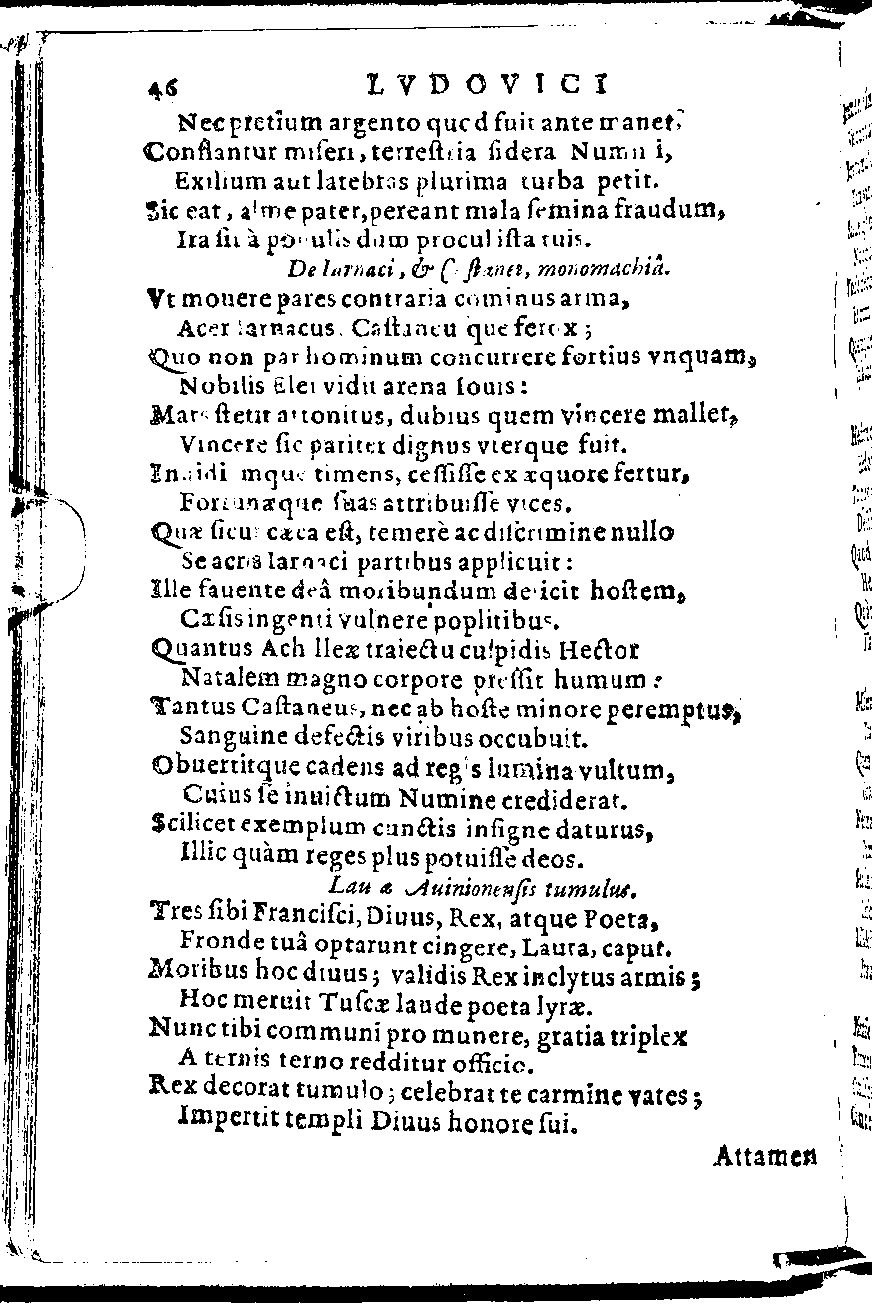 46 LVDOVICI
Nec pretium argento quod fuit ante manet,
Conflantur miseri, terrestria sidera Nummi,
Exilium aut latebras plurima turba petit.
Sic eat, alme pater, pereant mala semina fraudum,
Ira sit à populis dum procul ista tuis.
De Iarnaci, & Castanei, monomachiâ.
Vt mouere pares contraria cominus arma,
Acer Iarnacus, Castaneusque ferox;
Quo non par hominum concurrere fortius vnquam,
Nobilis Elei vidit arena Iouis:
Mars stetit attonitus, dubius quem vincere mallet,
Vincere sic pariter dignus vterque fuit.
Inuidiamque timens, cessisse ex æquore fertur,
Fortunæque suas attribuisse vices.
Quæ sicut cæca est, temerè ac discrimine nullo
Se acris Iarnaci partibus applicuit:
Ille fauente deâ moribundum deiicit hostem,
Cæsis ingenti vulnere poplitibus.
Quantus Achilleæ traiectu cuspidis Hector
Natalem magno corpore pressit humum:
Tantus Castaneus, nec ab hoste minore peremptus,
Sanguine defectis viribus occubuit.
Obuertitque cadens ad regis lumina vultum,
Cuius se inuictum Numine crediderat.
Scilicet exemplum cunctis insigne daturus,
Illic quàm reges plus potuisse deos.
Lauræ Auinionensis tumulus.
Tres sibi Francisci, Diuus, Rex, atque Poeta,
Fronde tuâ optarunt cingere, Laura, caput.
Moribus hoc diuus; validis Rex inclytus armis;
Hoc meruit Tuscæ laude poeta lyræ.
Nunc tibi communi pro munere, gratia triplex
A ternis terno redditur officio.
Rex decorat tumulo; celebrat te carmine vates;
Impertit templi Diuus honore sui.
Attamen